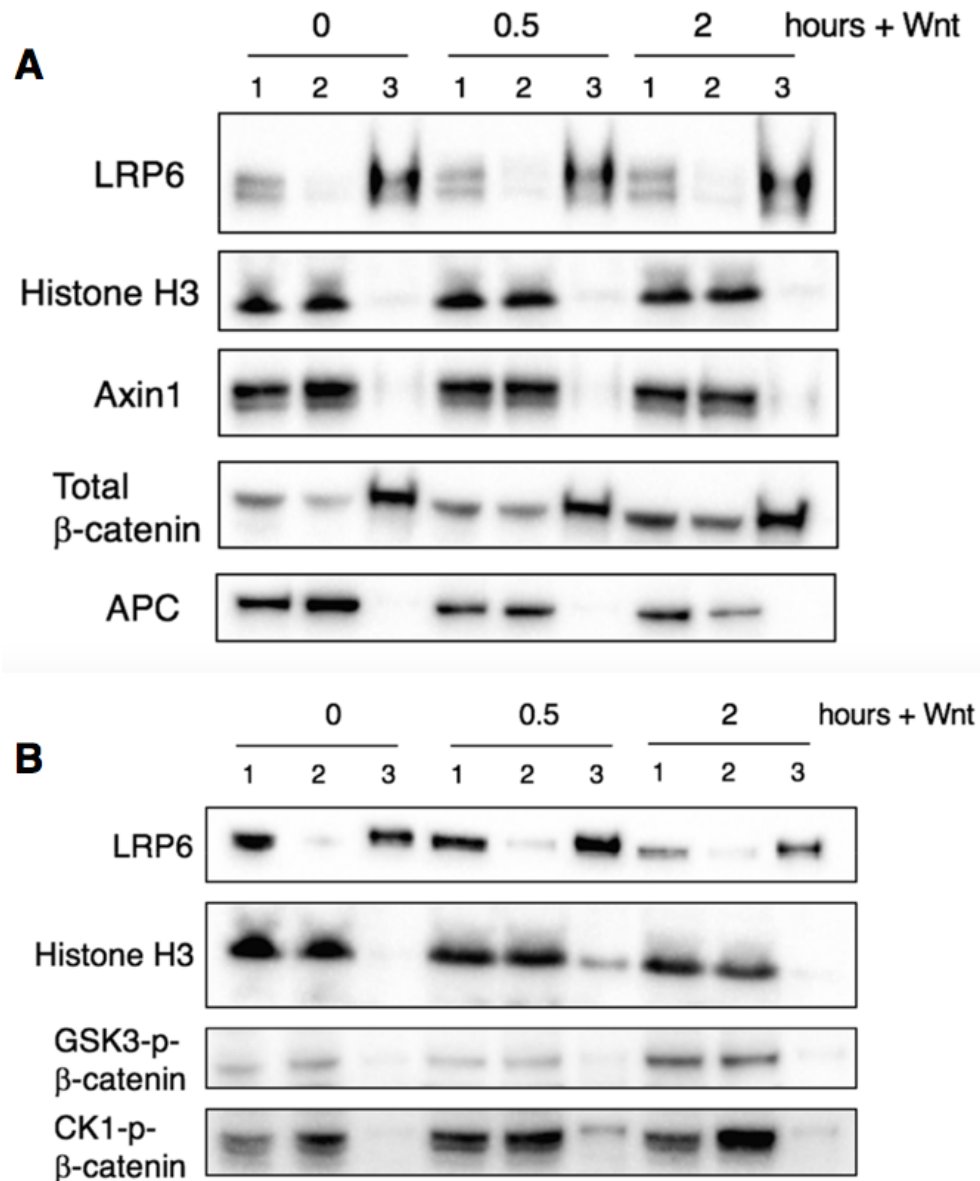 A
0 0.5 2 hours + Wnt
1 2 3 1 2 3 1 2 3
LRP6
Histone H3
Axin1
Total
β-catenin
APC
B
0 0.5 2 hours + Wnt
1 2 3 1 2 3 1 2 3
LRP6
Histone H3
GSK3-p-
β-catenin
CK1-p-
β-catenin